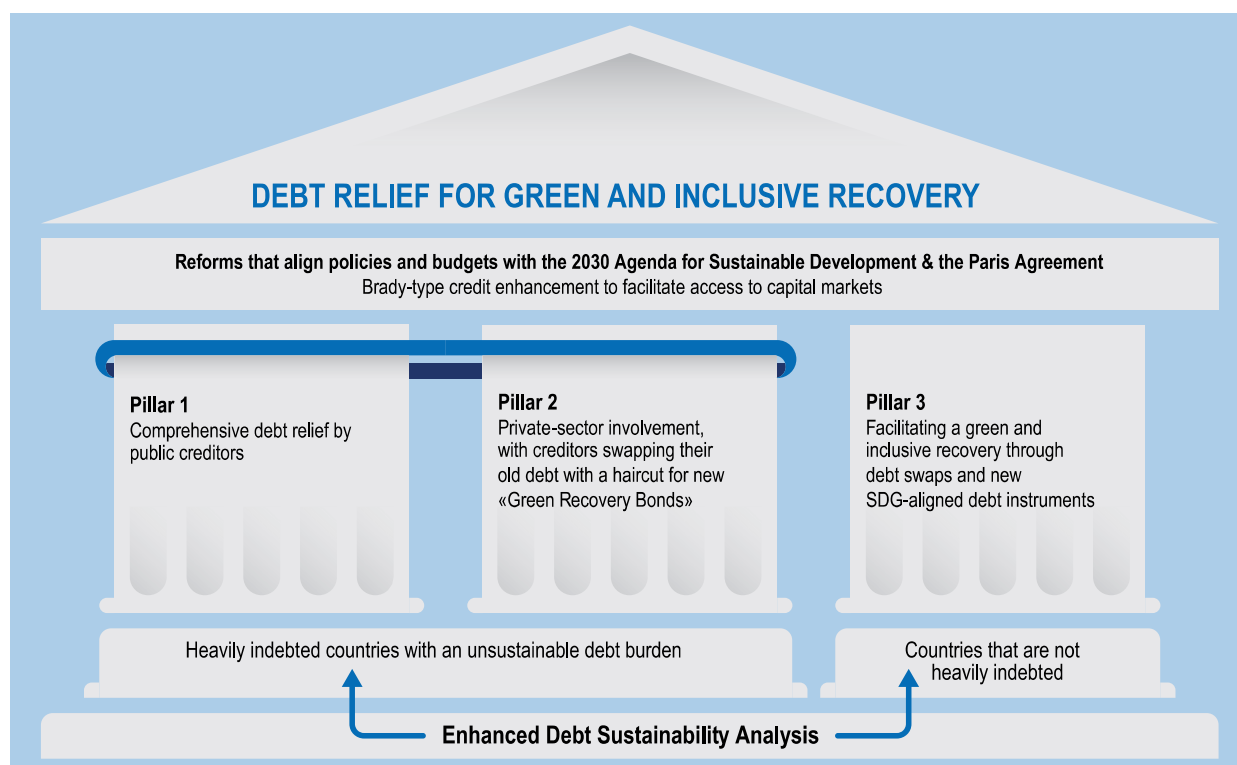 DEBT RELIEF FOR GREEN AND INCLUSIVE RECOVERY
Reforms that align policies and budgets with the 2030 Agenda for Sustainable Development & the Paris Agreement
Brady-type credit enhancement to facilitate access to capital markets
Pillar 1
Comprehensive debt relief by
public creditors
Pillar 2
Private-sector involvement,
with creditors swapping their
old debt with a haircut for new
«Green Recovery Bonds»
Pillar 3
Facilitating a green and
inclusive recovery through
debt swaps and new
SDG-aligned debt instruments
Heavily indebted countries with an unsustainable debt burden
Countries that are not
heavily indebted
Enhanced Debt Sustainability Analysis